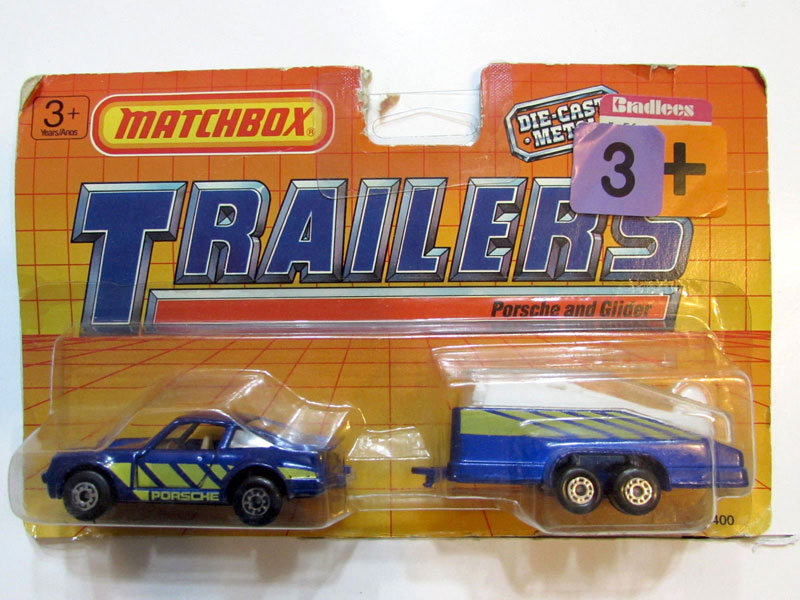 3+
Years/Anos
MATCHBOX®
DIE-CAST
• METAL
Bradlees
3+
TRAILERS
Porsche and Glider
PORSCHE
400